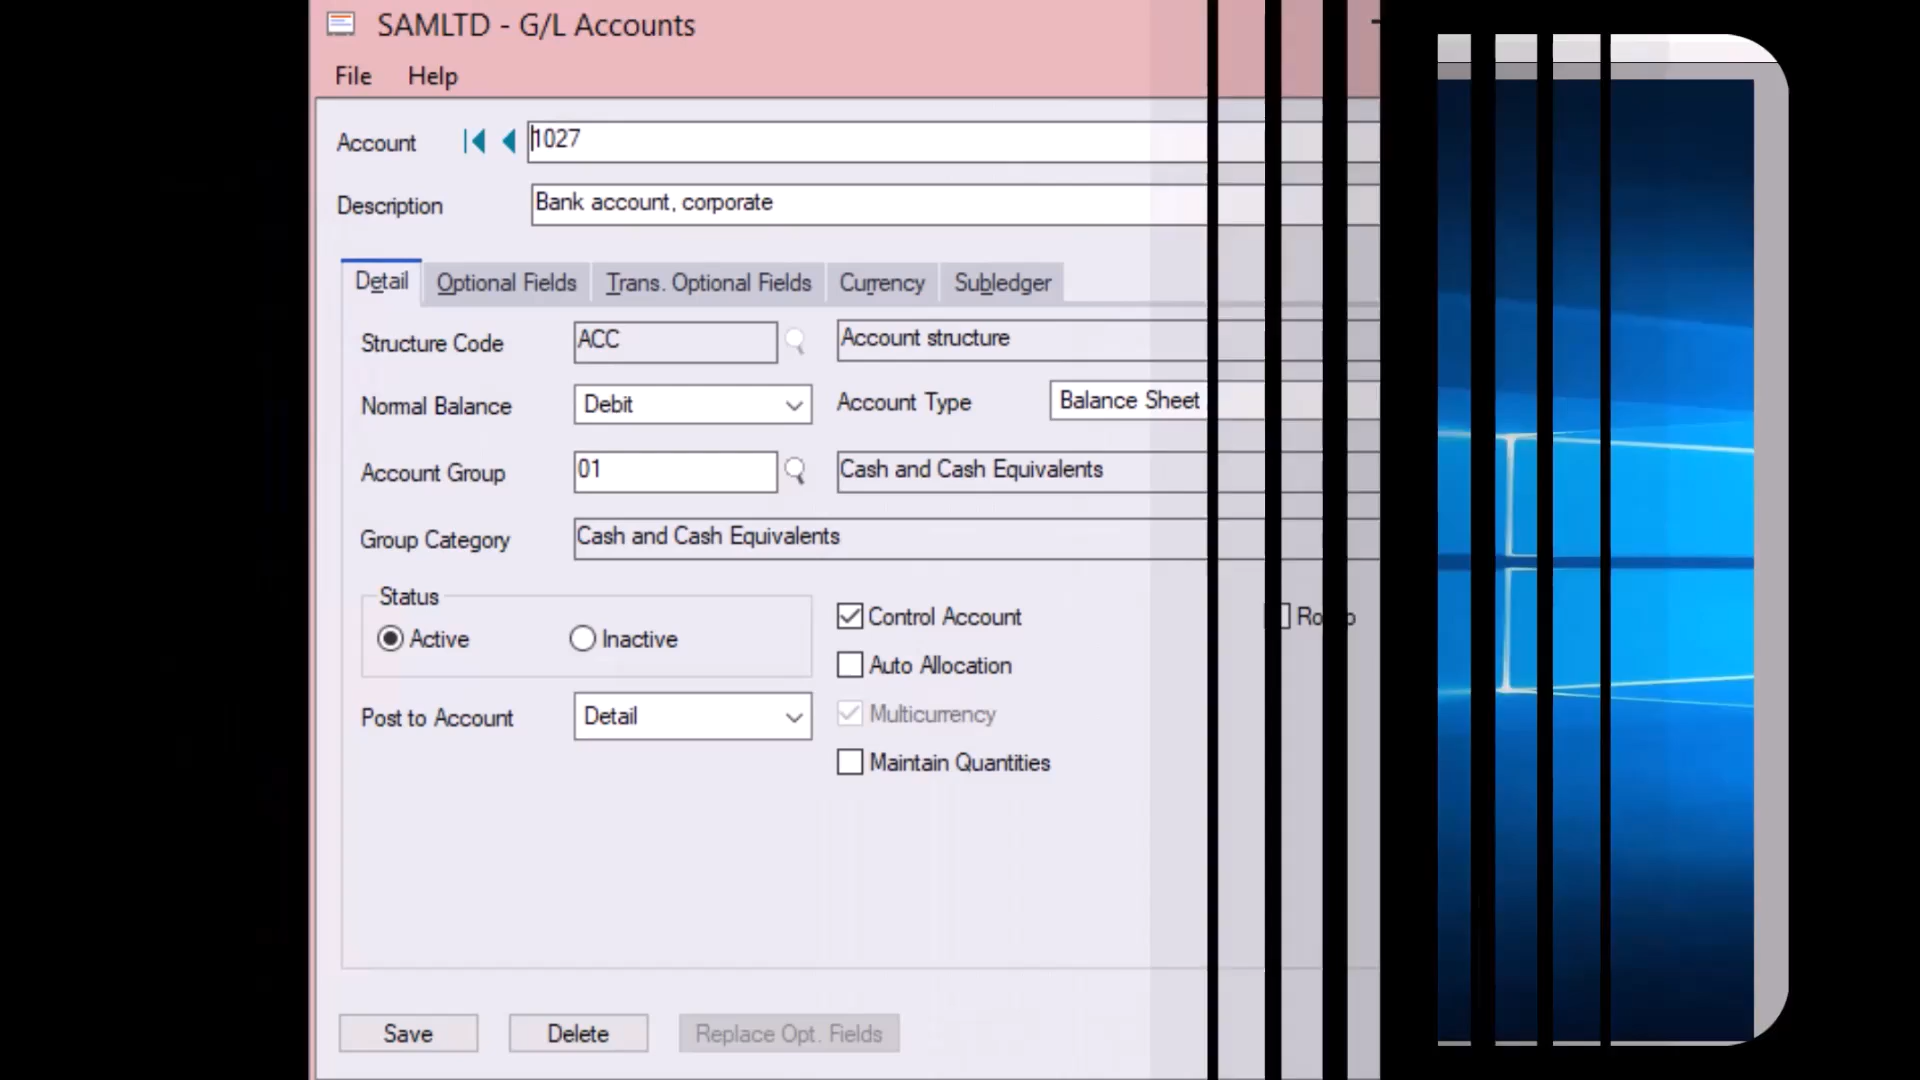 SAMLTD - G/L Accounts
File Help
Account 1027
Description Bank account, corporate
Detail Optional Fields Trans. Optional Fields Currency Subledger
Structure Code ACC Account structure
Normal Balance Debit Account Type Balance Sheet
Account Group 01 Cash and Cash Equivalents
Group Category Cash and Cash Equivalents
Status
Active Inactive
Control Account
Auto Allocation
Post to Account Detail Multicurrency
Maintain Quantities
Save Delete Replace Opt. Fields